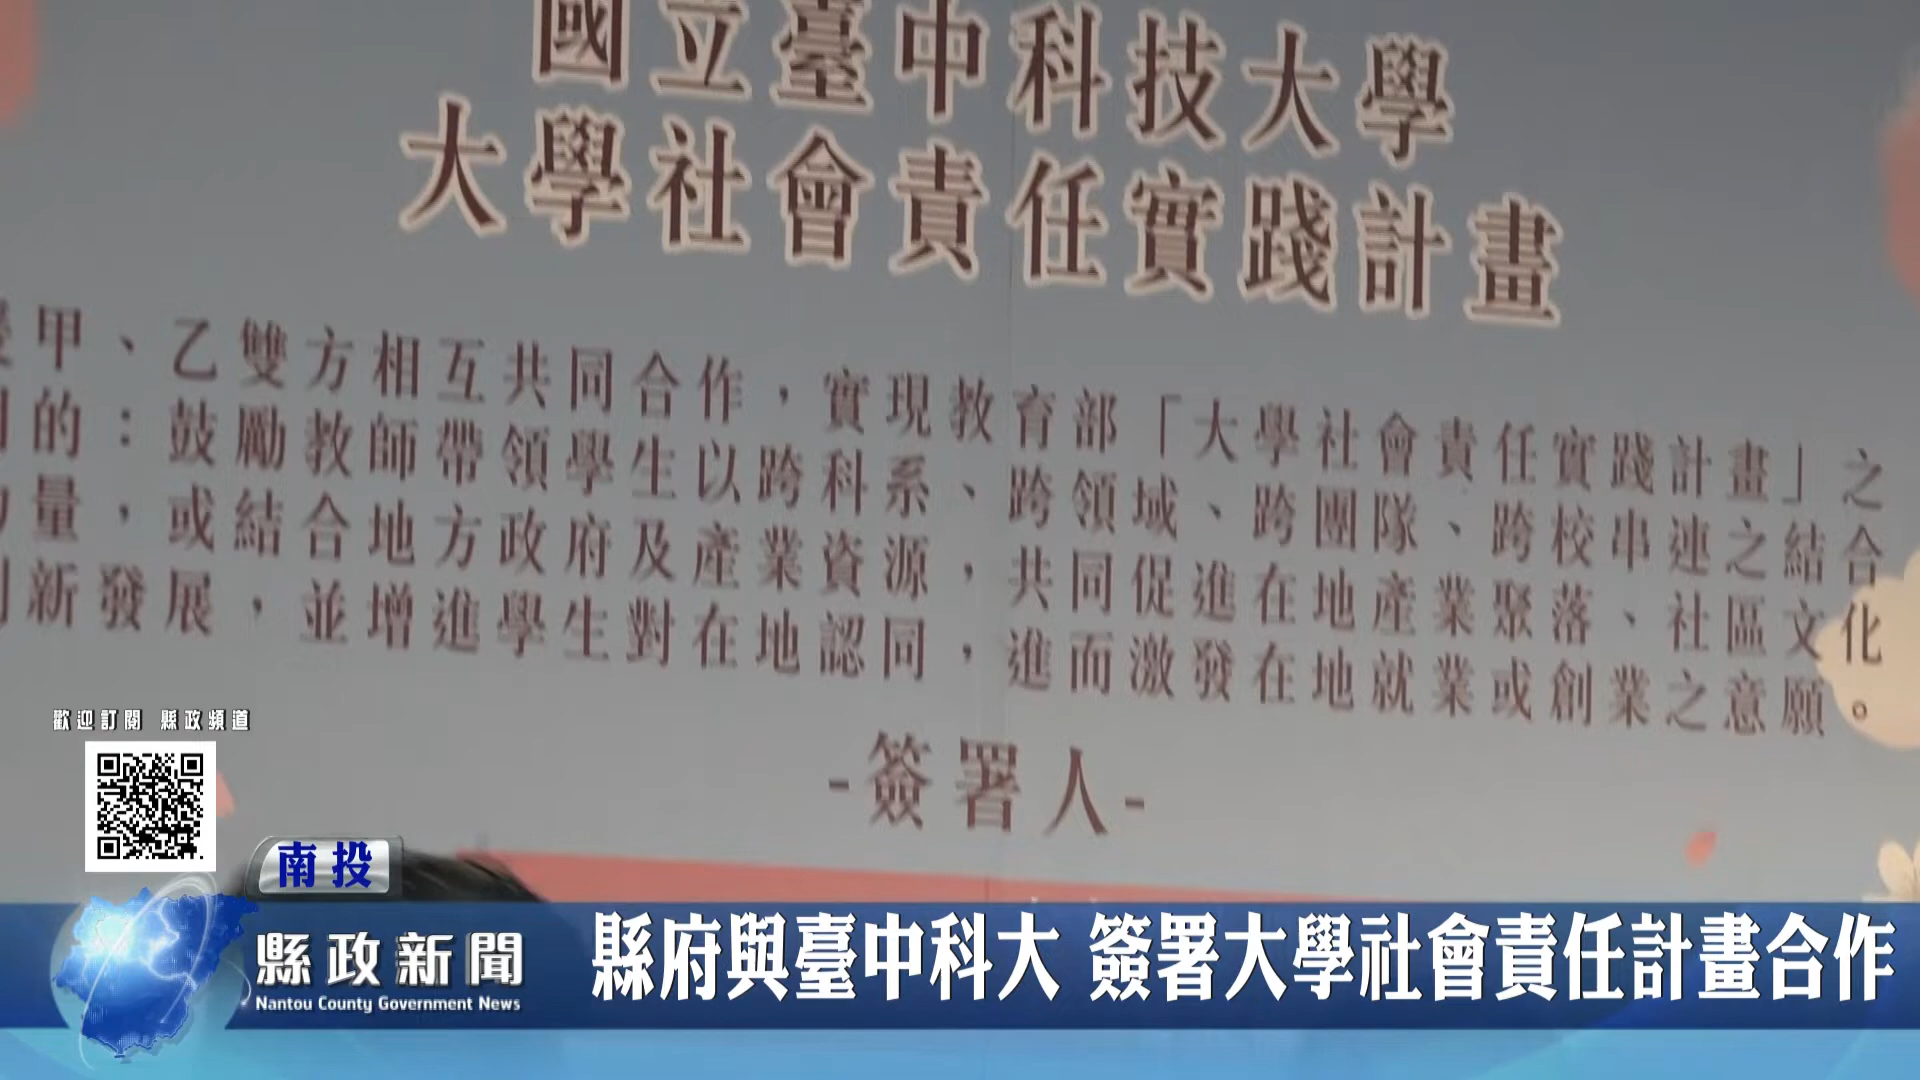 國立臺中科技大學
大學社會責任實踐計畫
甲、乙雙方相互共同合作，實現教育部「大學社會責任實踐計畫」之
的：鼓勵教師帶領學生以跨科系、跨領域、跨團隊、跨校串連之結合
量，或結合地方政府及產業資源，共同促進在地產業聚落、社區文化
新發展，並增進學生對在地認同，進而激發在地就業或創業之意願。
-簽署人-
歡迎訂閱 縣政頻道
南投
縣政新聞
Nantou County Government News
縣府與臺中科大 簽署大學社會責任計畫合作